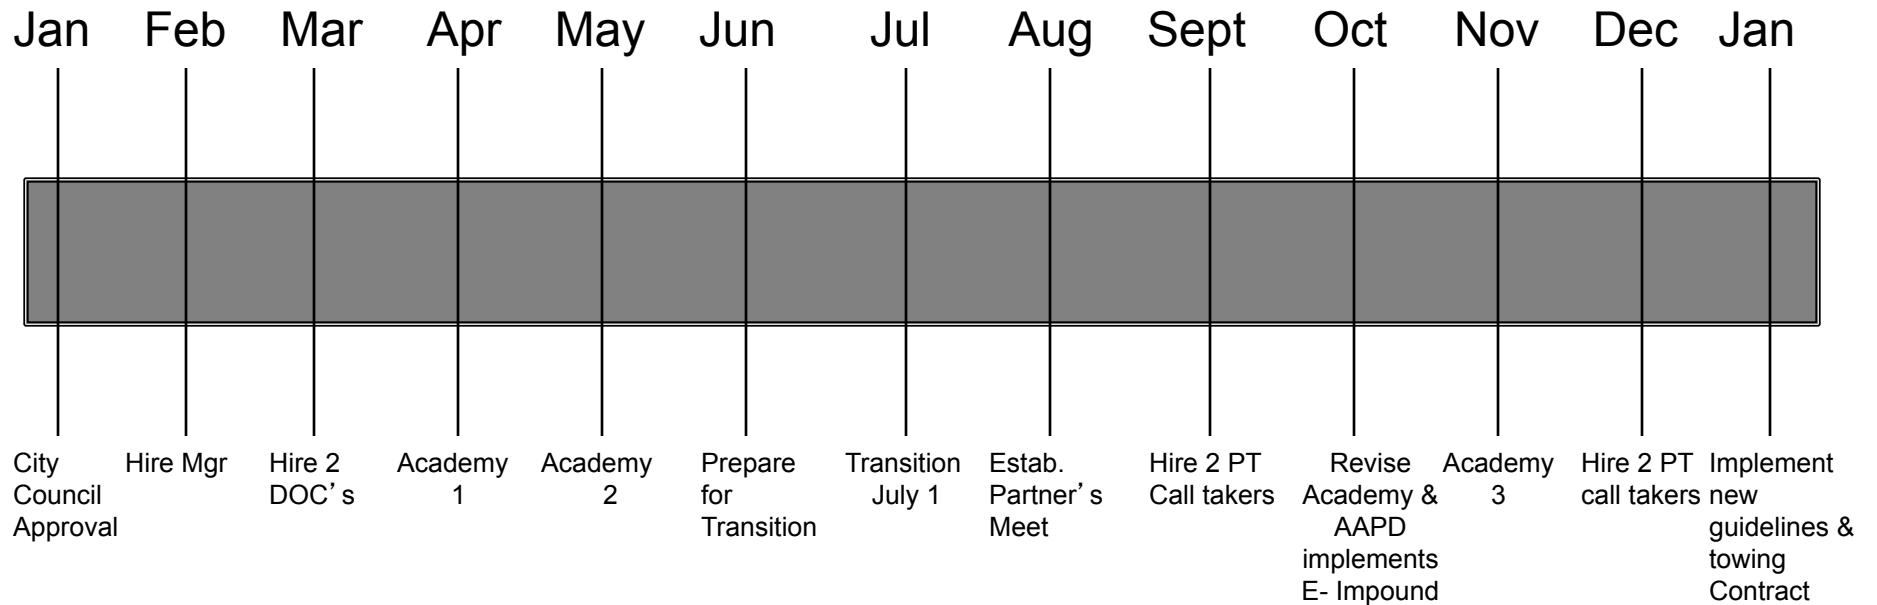 Jan Feb Mar Apr May Jun Jul Aug Sept Oct Nov Dec Jan
City
Council
Approval
Hire Mgr
Hire 2
DOC’s
Academy
1
Academy
2
Prepare
for
Transition
Transition
July 1
Estab.
Partner’s
Meet
Hire 2 PT
Call takers
Revise
Academy &
AAPD
implements
E- Impound
Academy
3
Hire 2 PT
call takers
Implement
new
guidelines &
towing
Contract